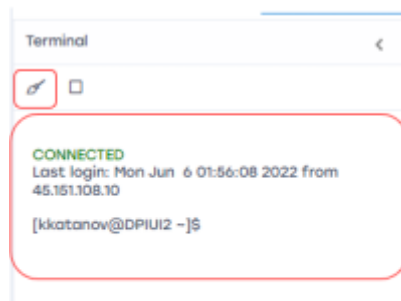 Terminal
CONNECTED
Last login: Mon Jun 6 01:56:08 2022 from
45.151.108.10
[kkatanov@DPIUI2 ~]$